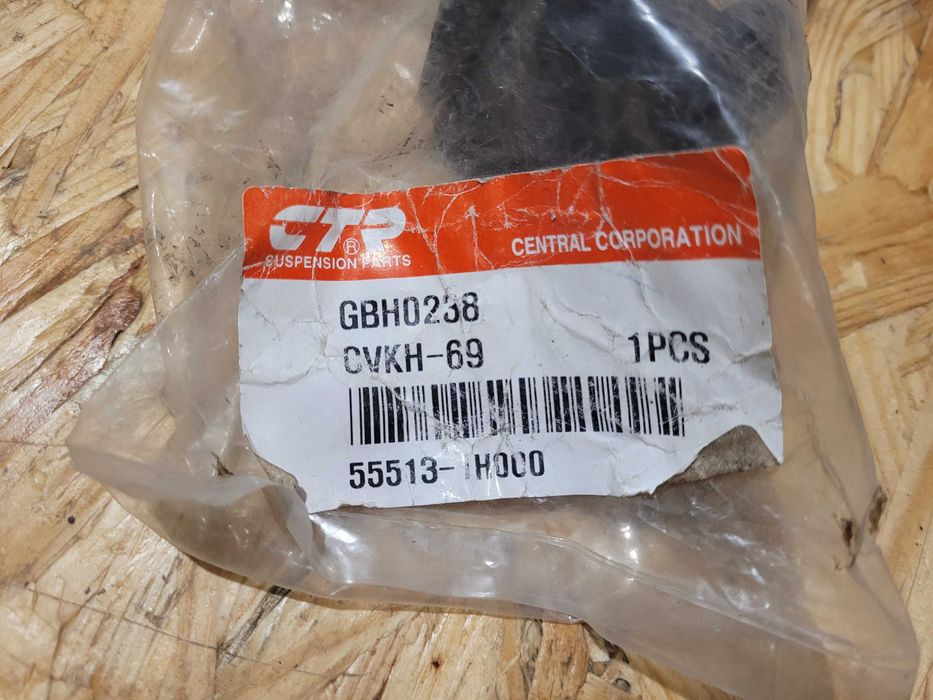 CTR®
SUSPENSION PARTS
CENTRAL CORPORATION
GBH0238
CVKH-69
1PCS
55513-1H000